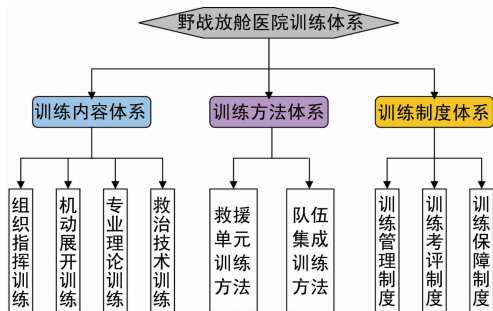 野战放舱医院训练体系
训练内容体系
训练方法体系
训练制度体系
组织指挥训练
机动展开训练
专业理论训练
救治技术训练
救援
单元
训练
方法
队伍
集成
训练
方法
训练管理制度
训练考评制度
训练保障制度